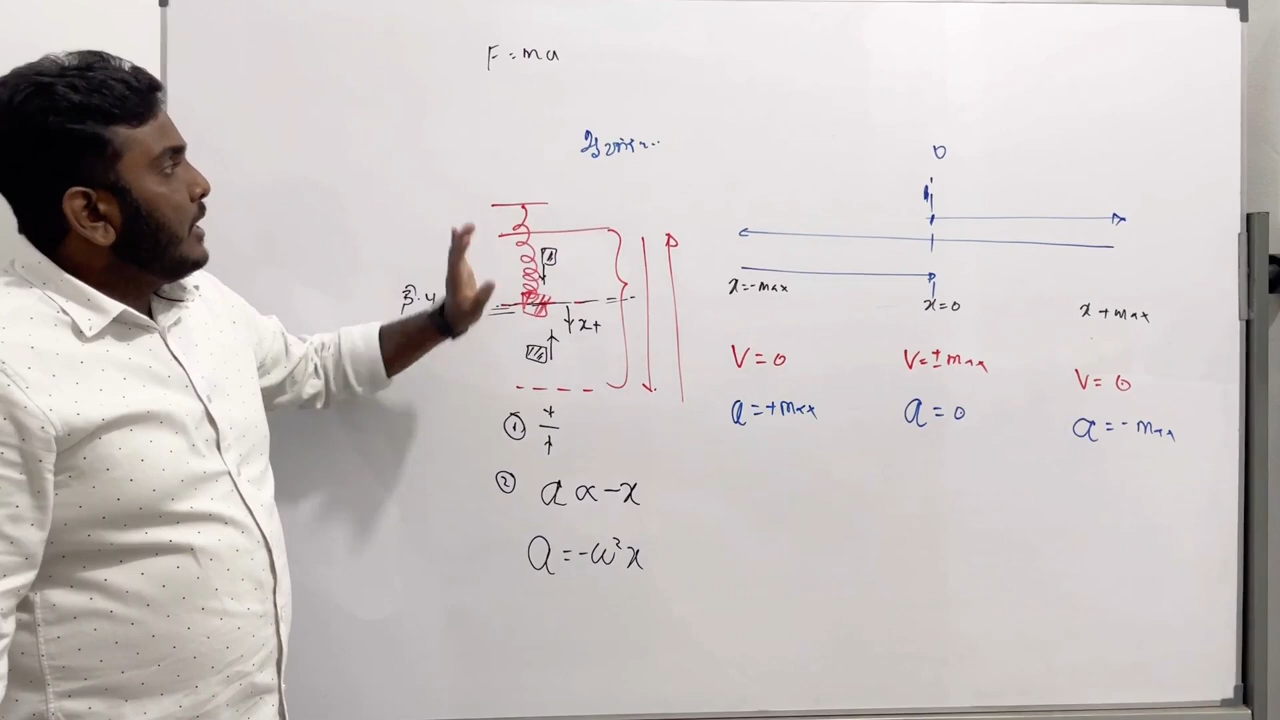 F = ma
0
x+
x=-max
x=0
x+max
V=0
V=±max
V=0
a=+max
a=0
a=-max
①
② a ∝ -x
a = -ω²x